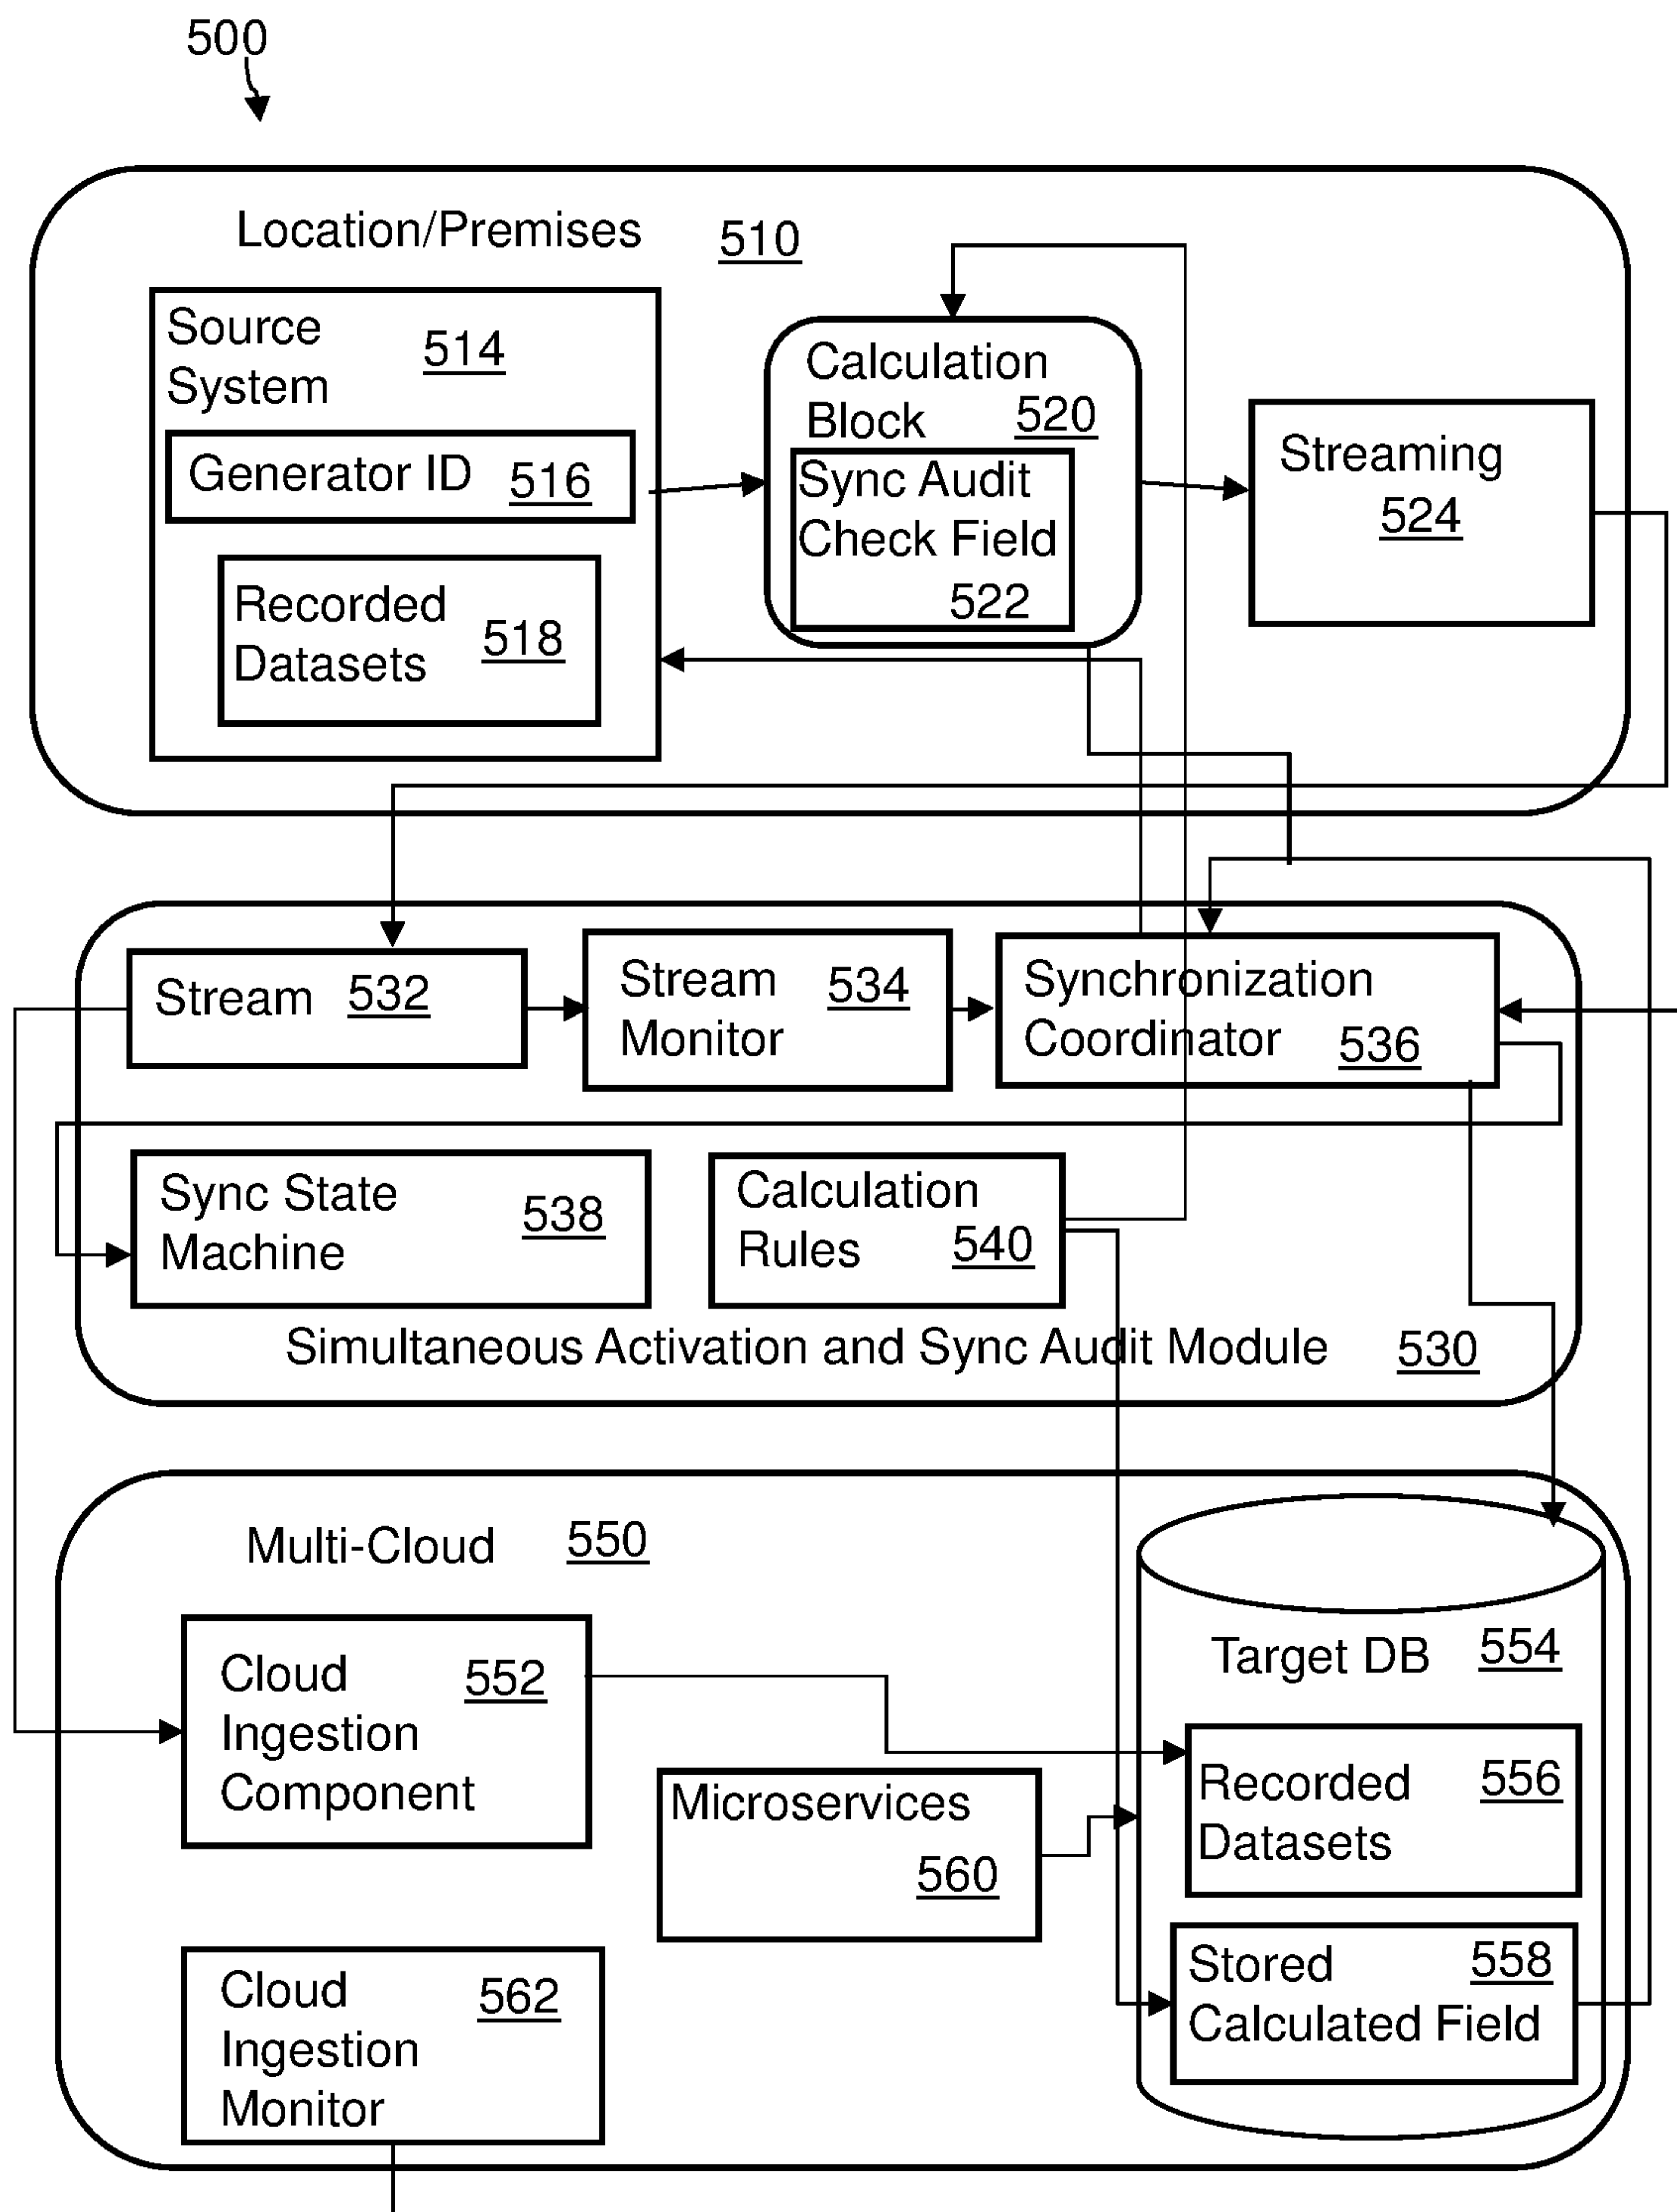 500
Location/Premises 510
Source
System 514
Generator ID 516
Recorded
Datasets 518
Calculation
Block 520
Sync Audit
Check Field
522
Streaming
524
Stream 532
Stream
Monitor 534
Synchronization
Coordinator 536
Sync State
Machine 538
Calculation
Rules 540
Simultaneous Activation and Sync Audit Module 530
Multi-Cloud 550
Cloud
Ingestion
Component 552
Target DB 554
Recorded
Datasets 556
Microservices
560
Stored
Calculated Field 558
Cloud
Ingestion
Monitor 562